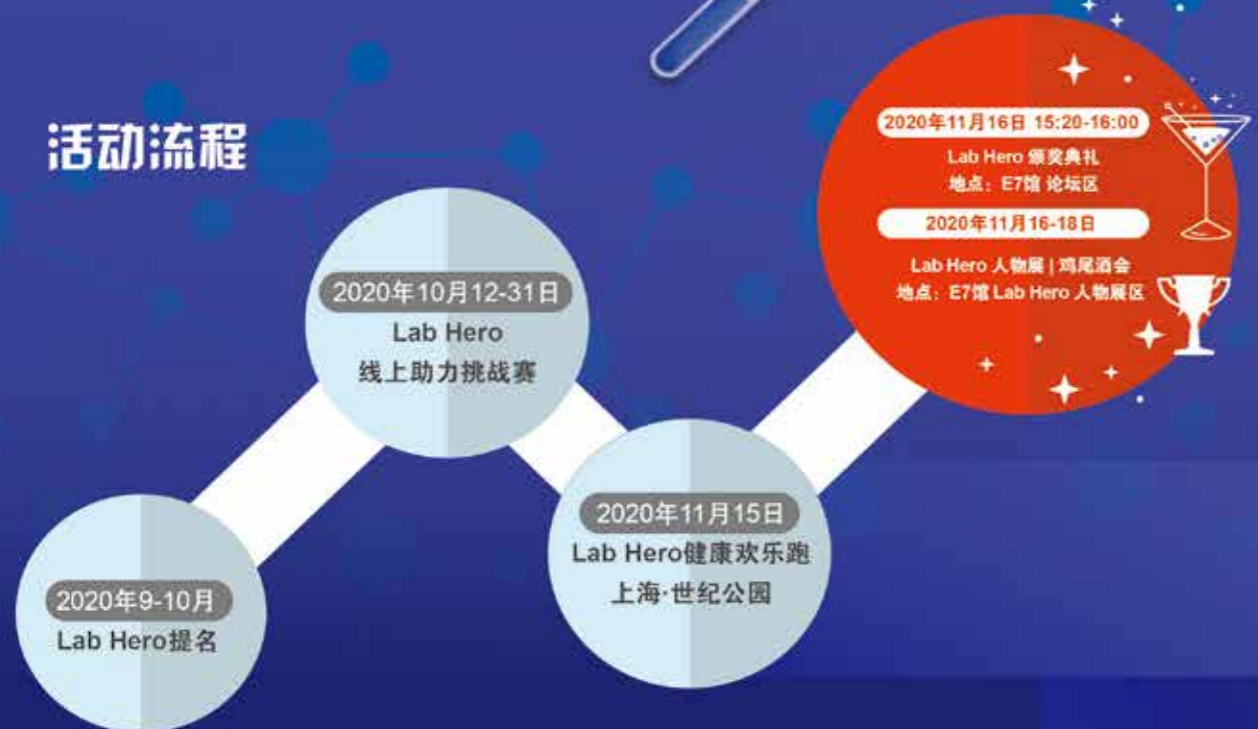 活动流程
2020年9-10月
Lab Hero提名
2020年10月12-31日
Lab Hero
线上助力挑战赛
2020年11月15日
Lab Hero健康欢乐跑
上海·世纪公园
2020年11月16日 15:20-16:00
Lab Hero 颁奖典礼
地点：E7馆 论坛区
2020年11月16-18日
Lab Hero 人物展 | 鸡尾酒会
地点：E7馆 Lab Hero 人物展区